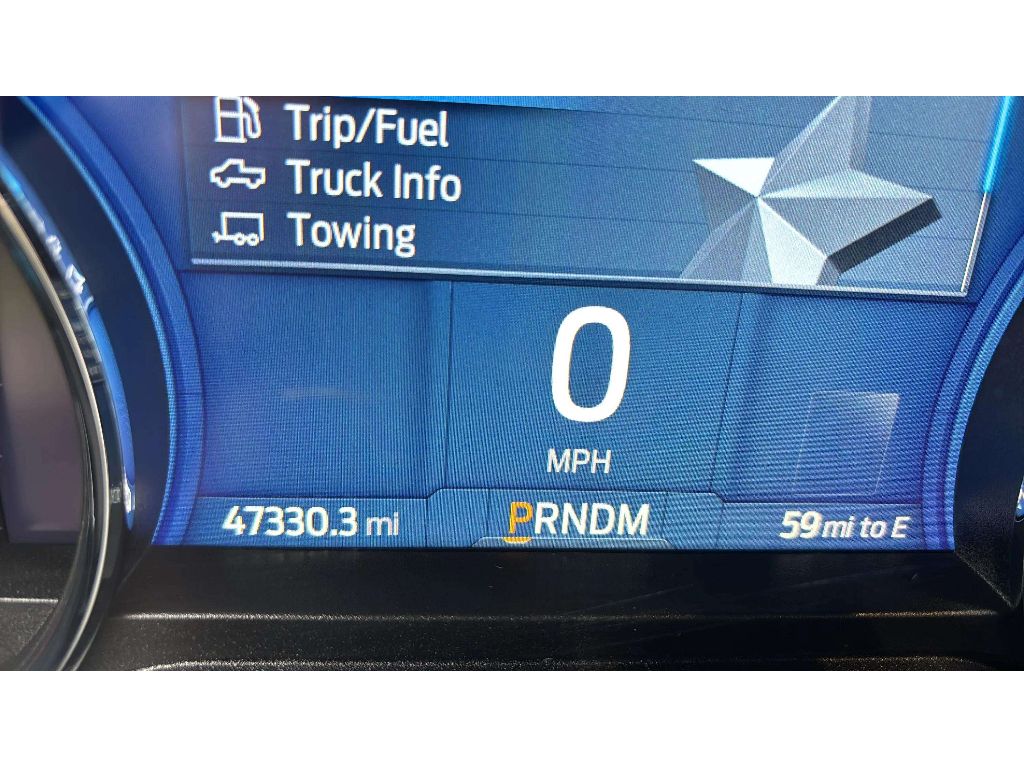 Trip/Fuel
Truck Info
Towing
0
MPH
47330.3 mi PRNDM 59 mi to E